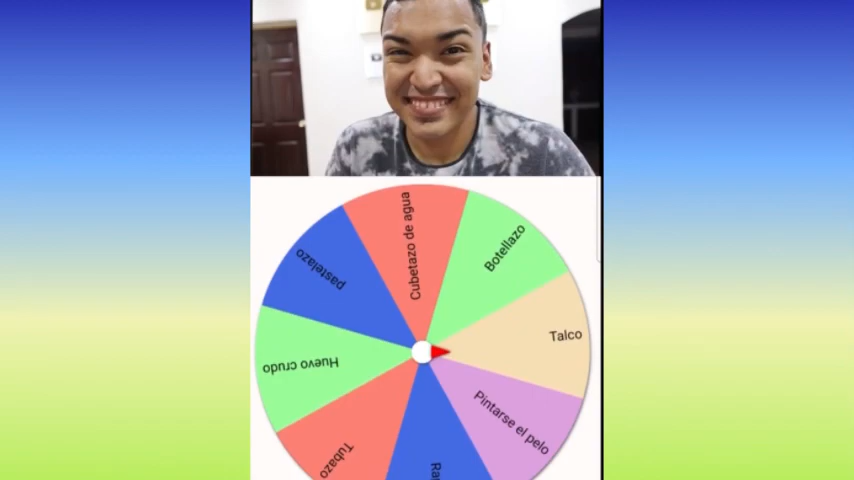 Cubetazo de agua
Botellazo
pastelazo
Talco
Huevo crudo
Pintarse el pelo
Tubazo